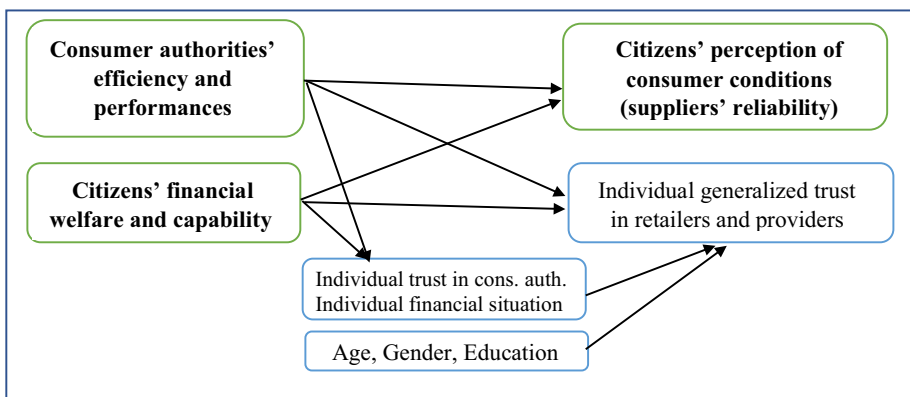 Consumer authorities’
efficiency and
performances
Citizens’ perception of
consumer conditions
(suppliers’ reliability)
Citizens’ financial
welfare and capability
Individual generalized trust
in retailers and providers
Individual trust in cons. auth.
Individual financial situation
Age, Gender, Education